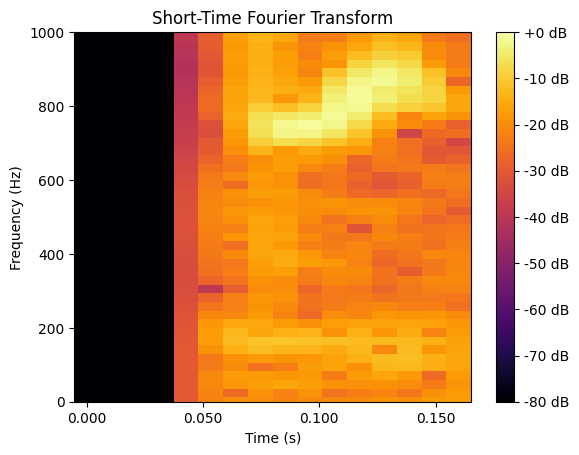 Short-Time Fourier Transform
1000
800
600
400
200
0
Frequency (Hz)
0.000
0.050
0.100
0.150
Time (s)
+0 dB
-10 dB
-20 dB
-30 dB
-40 dB
-50 dB
-60 dB
-70 dB
-80 dB